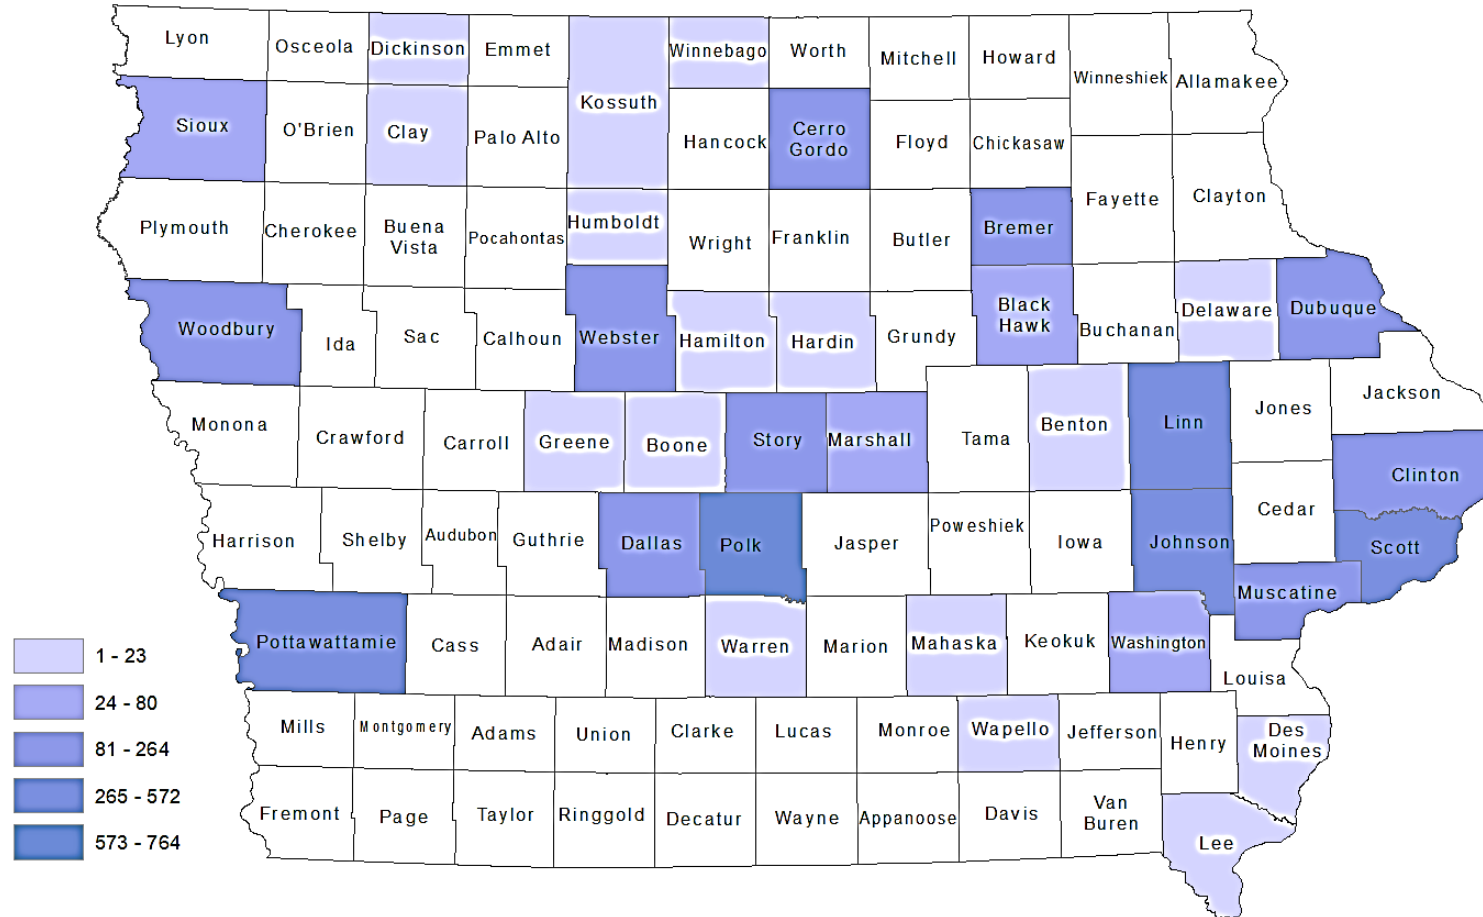 Lyon
Osceola
Dickinson
Emmet
Winnebago
Worth
Mitchell
Howard
Winneshiek
Allamakee
Kossuth
Sioux
O'Brien
Clay
Palo Alto
Hancock
Cerro
Gordo
Floyd
Chickasaw
Fayette
Clayton
Plymouth
Cherokee
Buena
Vista
Pocahontas
Humboldt
Wright
Franklin
Butler
Bremer
Woodbury
Ida
Sac
Calhoun
Webster
Hamilton
Hardin
Grundy
Black
Hawk
Buchanan
Delaware
Dubuque
Monona
Crawford
Carroll
Greene
Boone
Story
Marshall
Tama
Benton
Linn
Jones
Jackson
Clinton
Harrison
Shelby
Audubon
Guthrie
Dallas
Polk
Jasper
Poweshiek
Iowa
Johnson
Cedar
Scott
Muscatine
Pottawattamie
Cass
Adair
Madison
Warren
Marion
Mahaska
Keokuk
Washington
Louisa
Mills
Montgomery
Adams
Union
Clarke
Lucas
Monroe
Wapello
Jefferson
Henry
Des
Moines
Fremont
Page
Taylor
Ringgold
Decatur
Wayne
Appanoose
Davis
Van
Buren
Lee
1 - 23
24 - 80
81 - 264
265 - 572
573 - 764